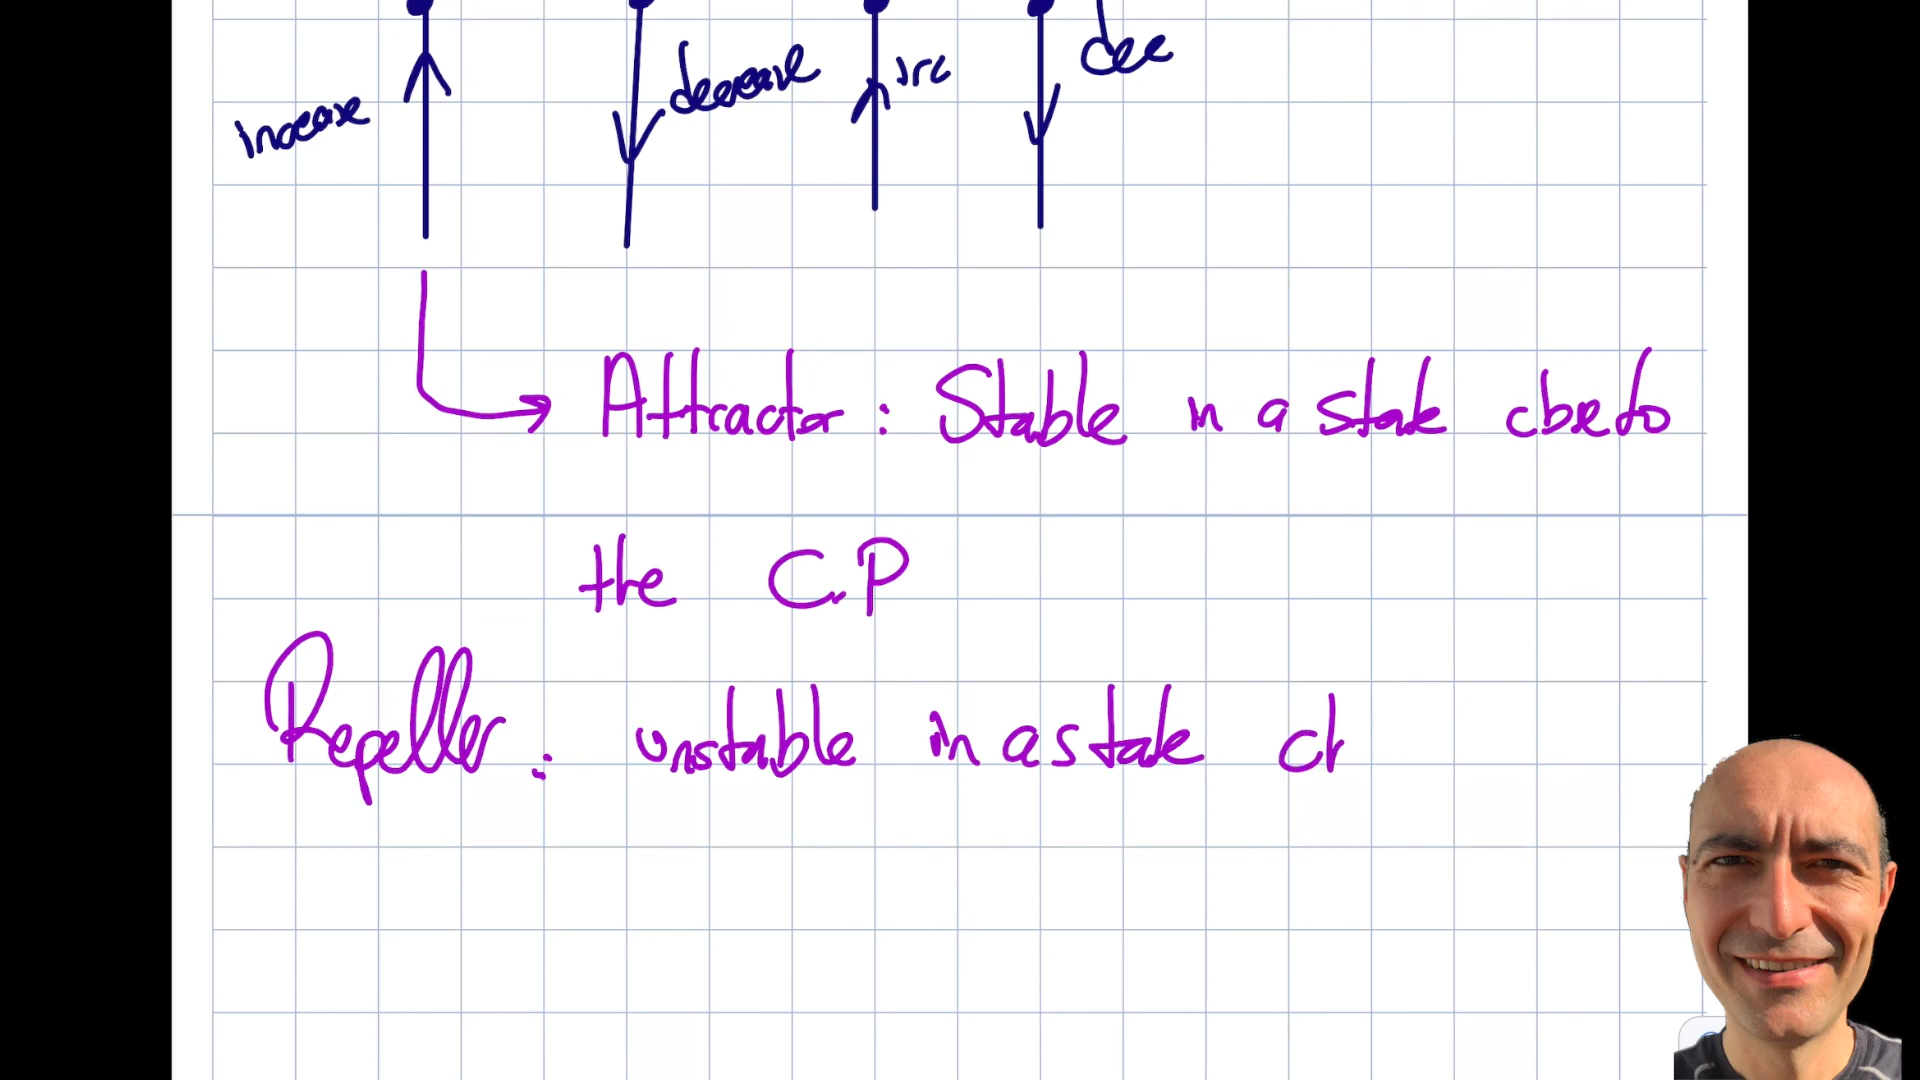 increase decrease inc dec
Attractor : Stable in a state close to
the C.P
Repeller : unstable in a state cl